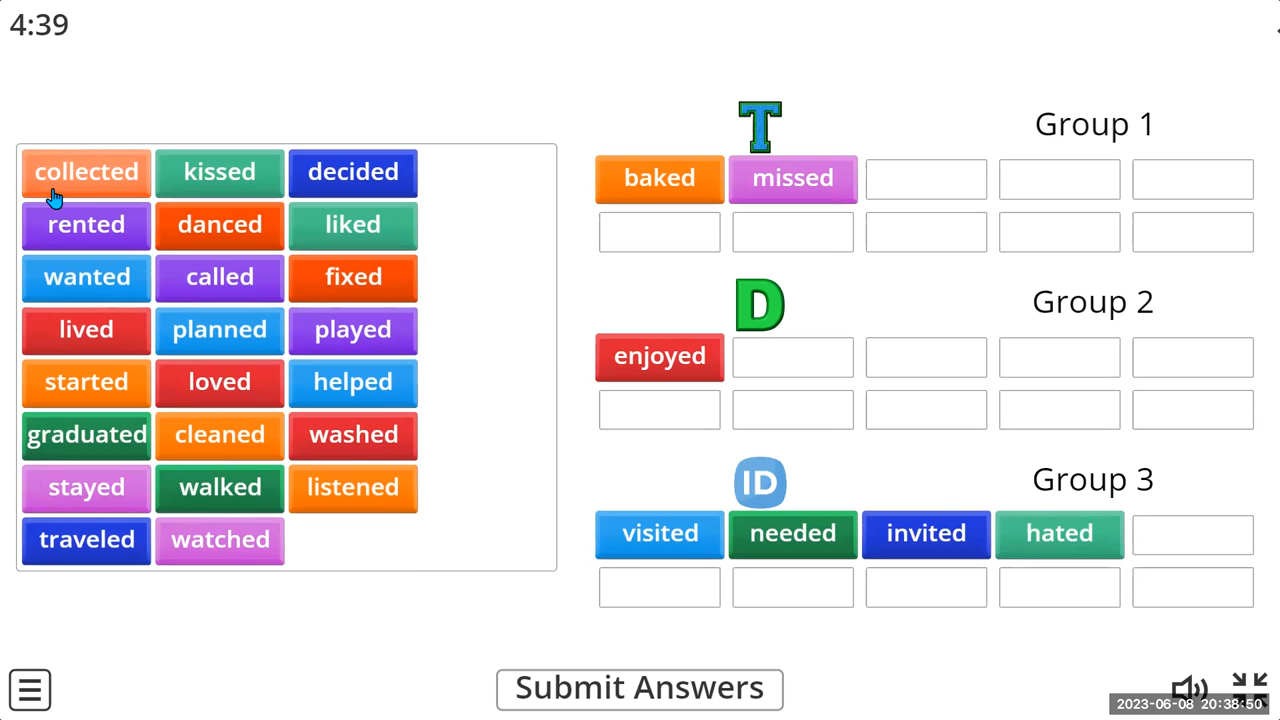 4:39
collected kissed decided
rented danced liked
wanted called fixed
lived planned played
started loved helped
graduated cleaned washed
stayed walked listened
traveled watched
T Group 1
baked missed
D Group 2
enjoyed
ID Group 3
visited needed invited hated
Submit Answers
2023-06-08 20:38:50